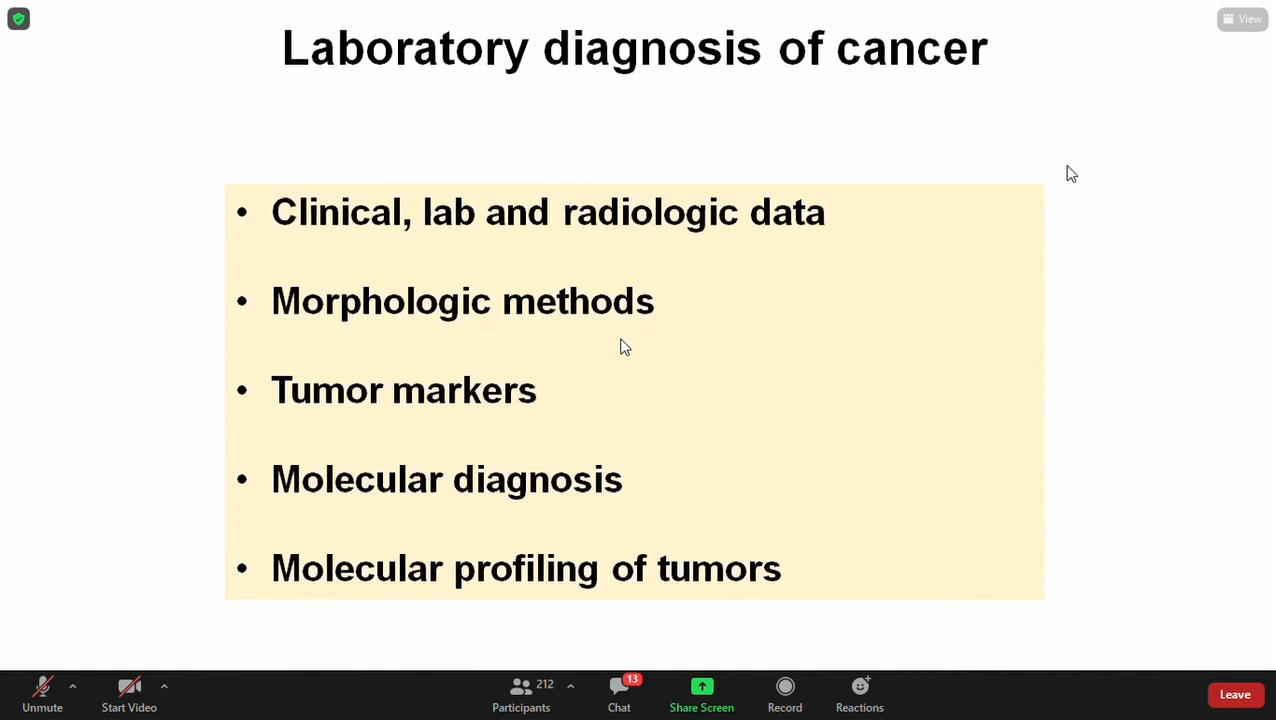 View
Laboratory diagnosis of cancer
• Clinical, lab and radiologic data
• Morphologic methods
• Tumor markers
• Molecular diagnosis
• Molecular profiling of tumors
212
13
Unmute
Start Video
Participants
Chat
Share Screen
Record
Reactions
Leave